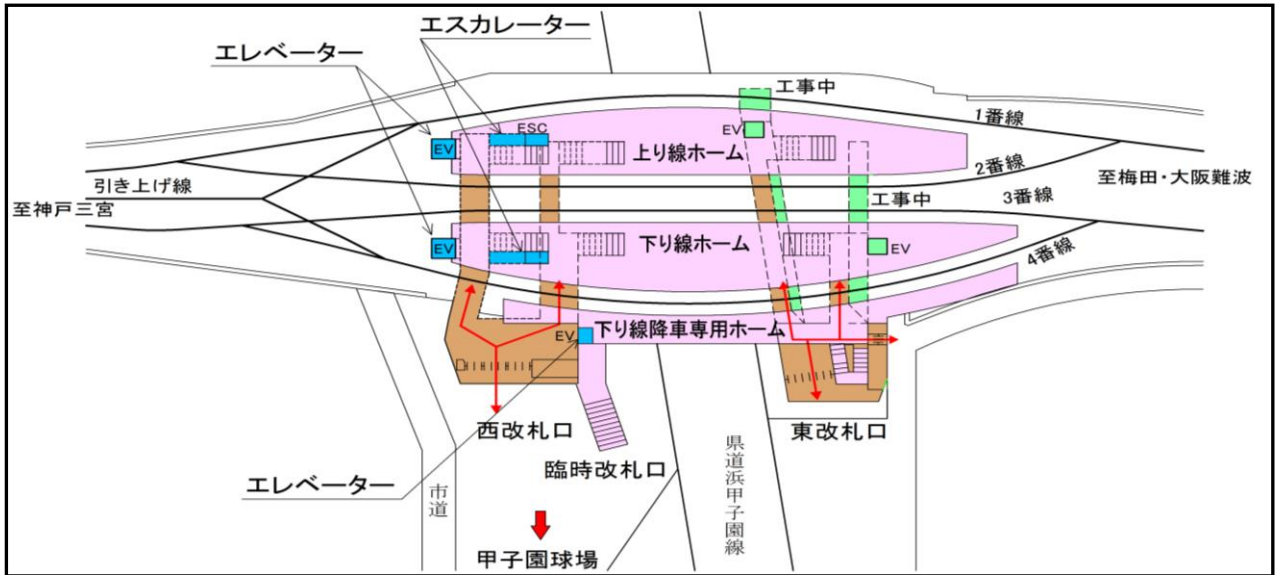 エスカレーター
エレベーター
工事中
1番線
ESC
EV
EV
上り線ホーム
2番線
引き上げ線
至梅田・大阪難波
至神戸三宮
工事中
3番線
EV
下り線ホーム
EV
4番線
EV
下り線降車専用ホーム
西改札口
東改札口
臨時改札口
エレベーター
市道
県道浜甲子園線
甲子園球場